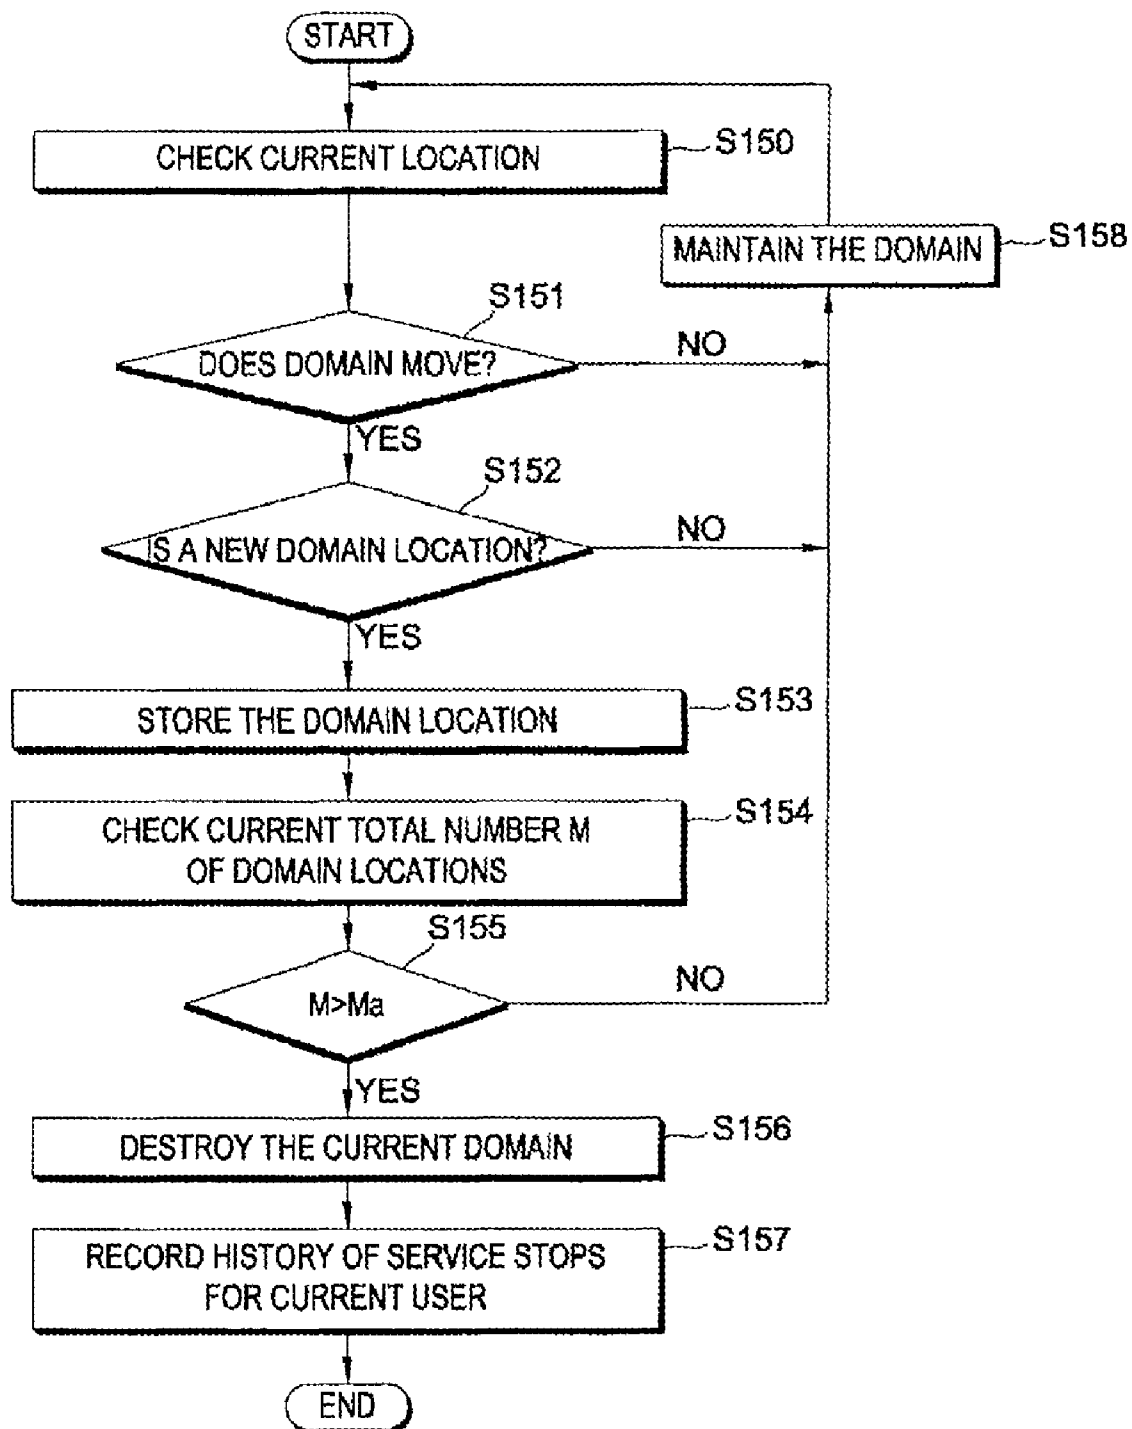 START
CHECK CURRENT LOCATION
S150
MAINTAIN THE DOMAIN
S158
S151
DOES DOMAIN MOVE?
NO
YES
S152
IS A NEW DOMAIN LOCATION?
NO
YES
STORE THE DOMAIN LOCATION
S153
CHECK CURRENT TOTAL NUMBER M
OF DOMAIN LOCATIONS
S154
S155
M>Ma
NO
YES
DESTROY THE CURRENT DOMAIN
S156
RECORD HISTORY OF SERVICE STOPS
FOR CURRENT USER
S157
END